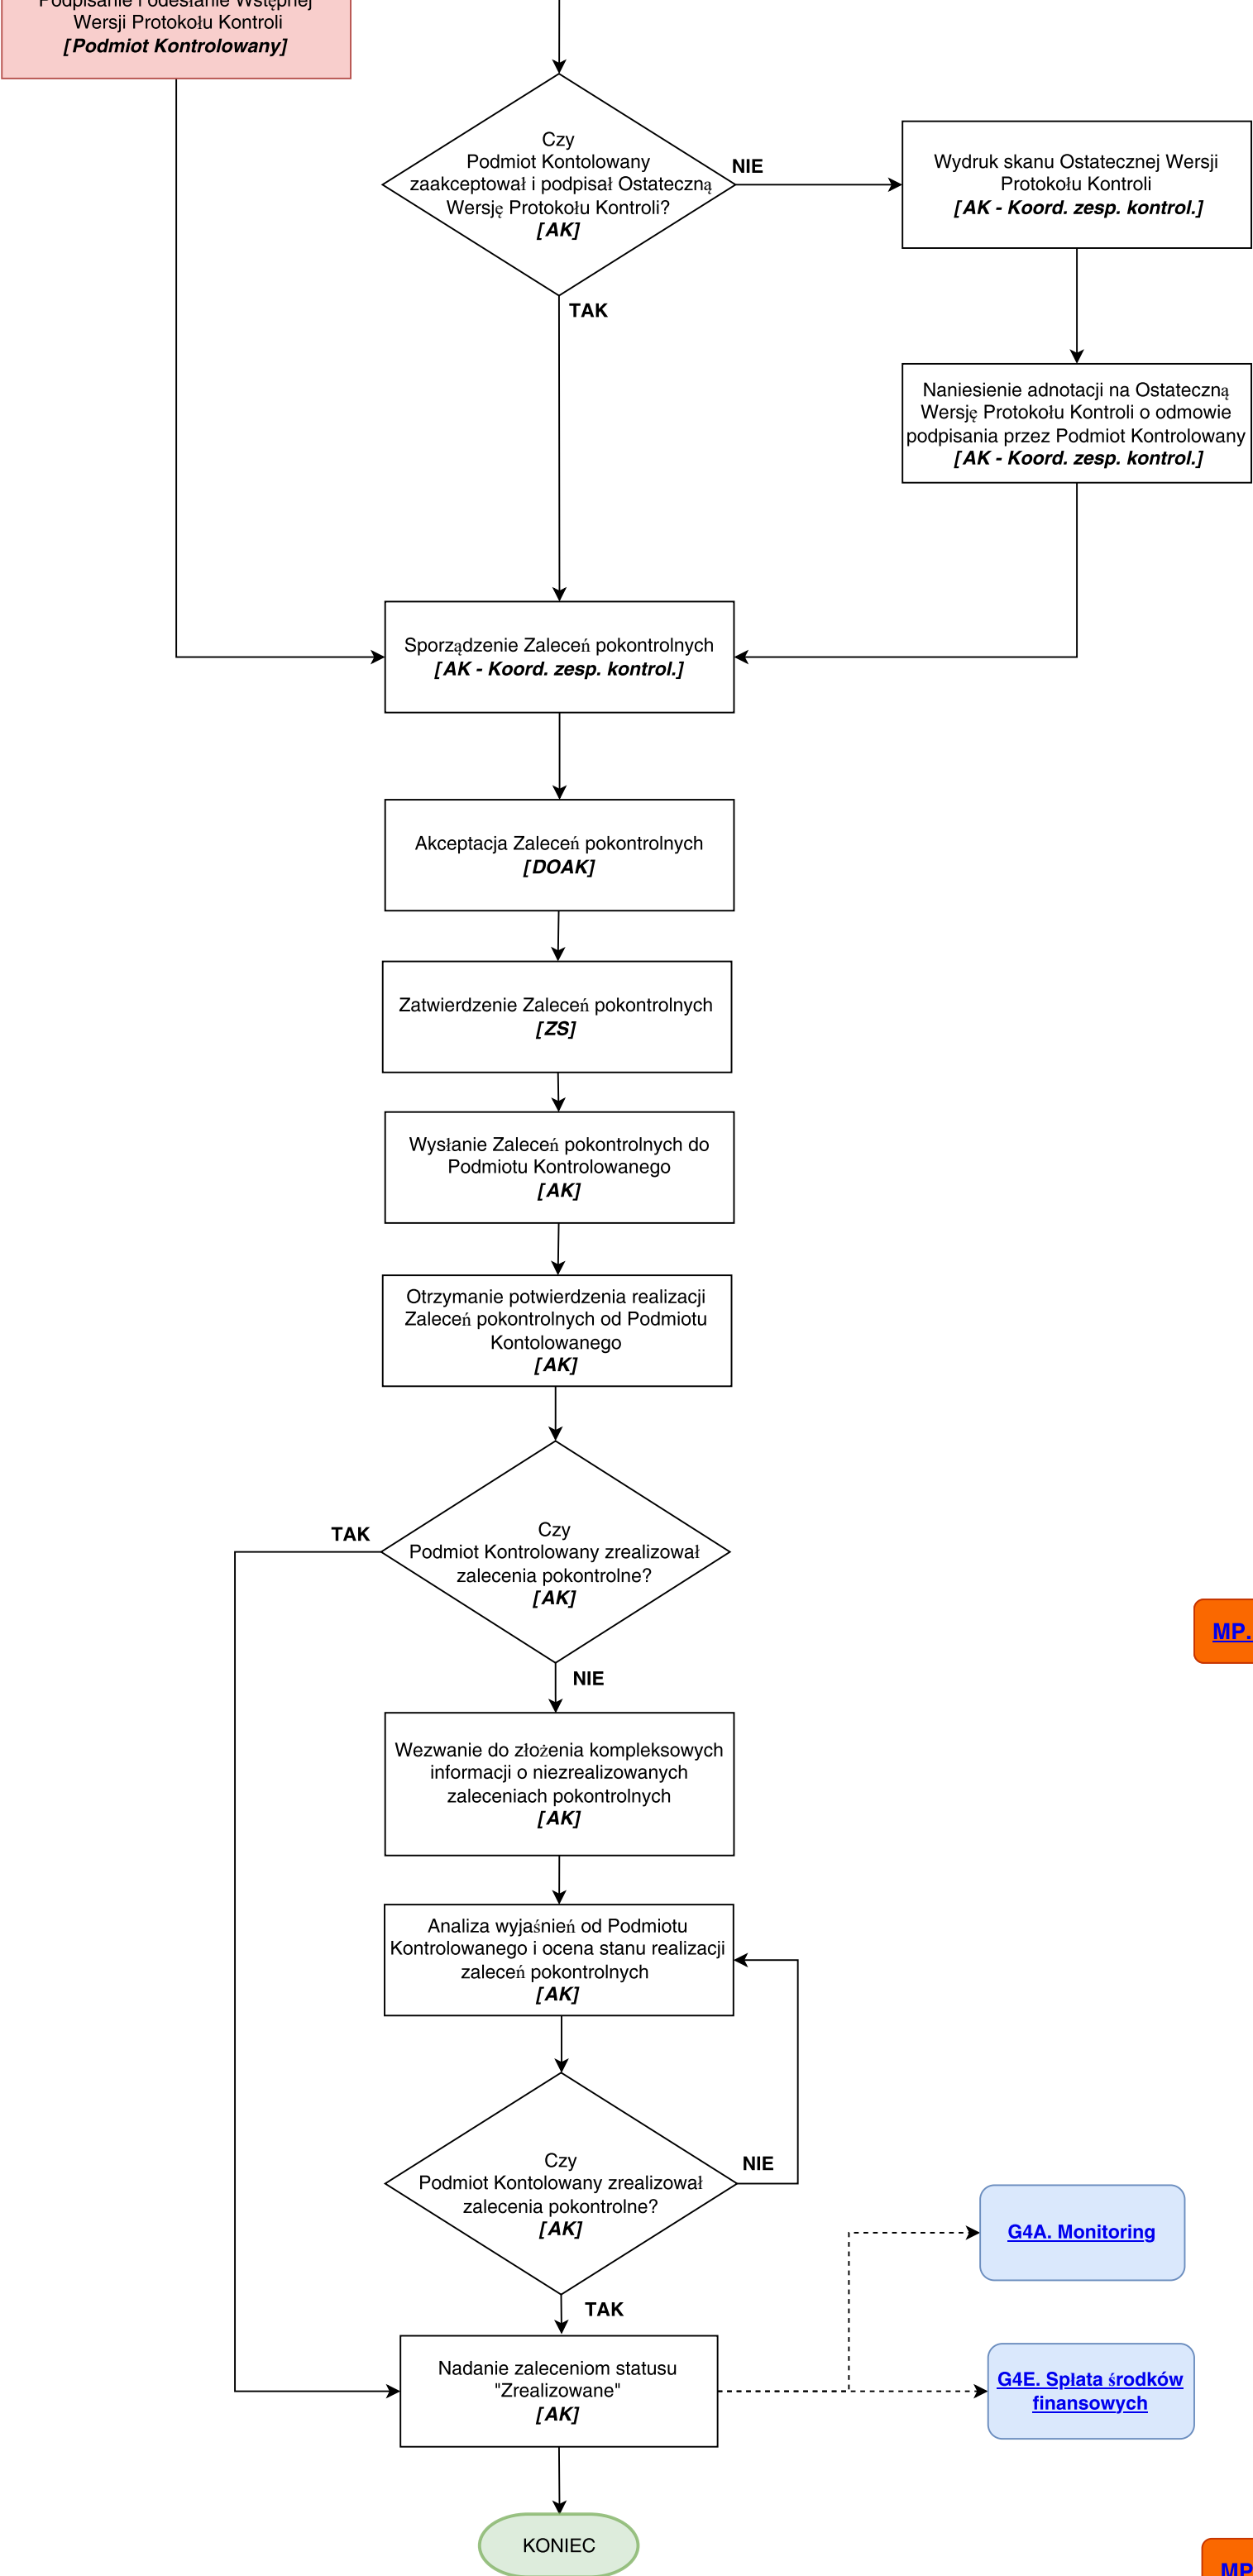 Podpisanie i odesłanie Wstępnej
Wersji Protokołu Kontroli
[Podmiot Kontrolowany]
Czy
Podmiot Kontolowany
zaakceptował i podpisał Ostateczną
Wersję Protokołu Kontroli?
[AK]
NIE
Wydruk skanu Ostatecznej Wersji
Protokołu Kontroli
[AK - Koord. zesp. kontrol.]
TAK
Naniesienie adnotacji na Ostateczną
Wersję Protokołu Kontroli o odmowie
podpisania przez Podmiot Kontrolowany
[AK - Koord. zesp. kontrol.]
Sporządzenie Zaleceń pokontrolnych
[AK - Koord. zesp. kontrol.]
Akceptacja Zaleceń pokontrolnych
[DOAK]
Zatwierdzenie Zaleceń pokontrolnych
[ZS]
Wysłanie Zaleceń pokontrolnych do
Podmiotu Kontrolowanego
[AK]
Otrzymanie potwierdzenia realizacji
Zaleceń pokontrolnych od Podmiotu
Kontolowanego
[AK]
TAK
Czy
Podmiot Kontrolowany zrealizował
zalecenia pokontrolne?
[AK]
MP.
NIE
Wezwanie do złożenia kompleksowych
informacji o niezrealizowanych
zaleceniach pokontrolnych
[AK]
Analiza wyjaśnień od Podmiotu
Kontrolowanego i ocena stanu realizacji
zaleceń pokontrolnych
[AK]
Czy
Podmiot Kontolowany zrealizował
zalecenia pokontrolne?
[AK]
NIE
G4A. Monitoring
TAK
Nadanie zaleceniom statusu
"Zrealizowane"
[AK]
G4E. Spłata środków
finansowych
KONIEC
MP